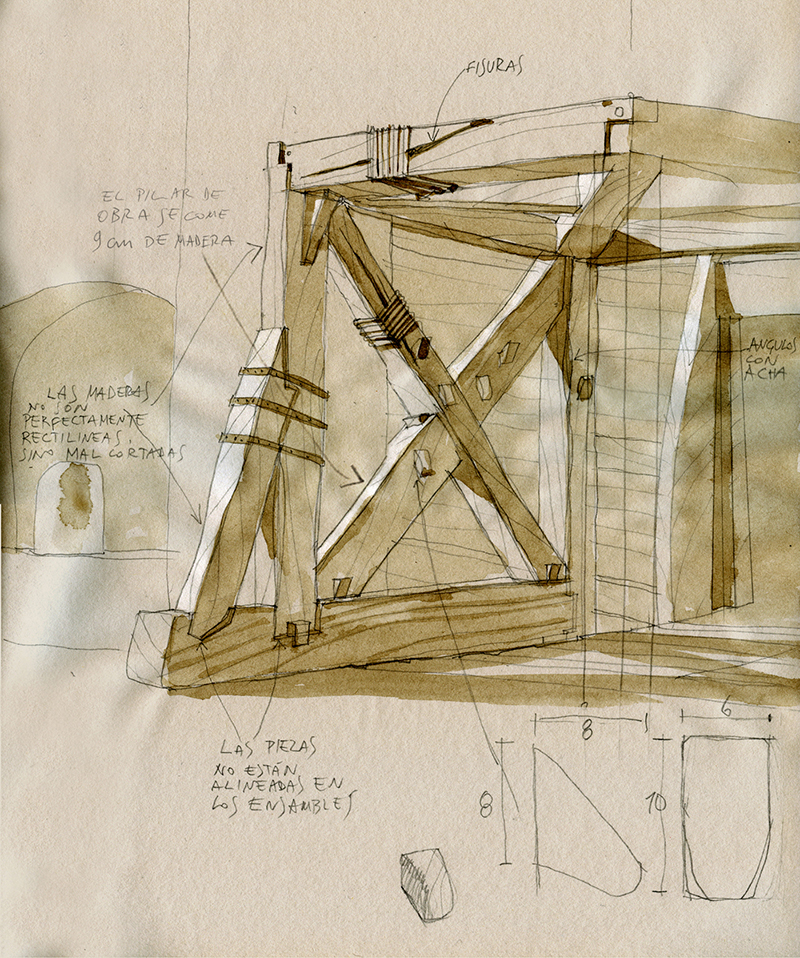 FISURAS
EL PILAR DE
OBRA SE COME
9 cm DE MADERA
LAS MADERAS
NO SON
PERFECTAMENTE
RECTILINEAS,
SINO MAL CORTADAS
ANGULOS
CON
ACHA
LAS PIEZAS
NO ESTÁN
ALINEADAS EN
LOS ENSAMBLES
8
6
8
10